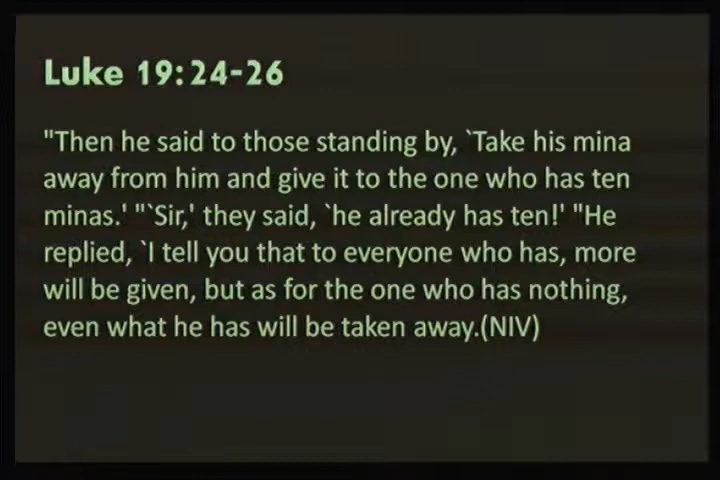 Luke 19:24-26
"Then he said to those standing by, `Take his mina
away from him and give it to the one who has ten
minas.' "`Sir,' they said, `he already has ten!' "He
replied, `I tell you that to everyone who has, more
will be given, but as for the one who has nothing,
even what he has will be taken away.(NIV)